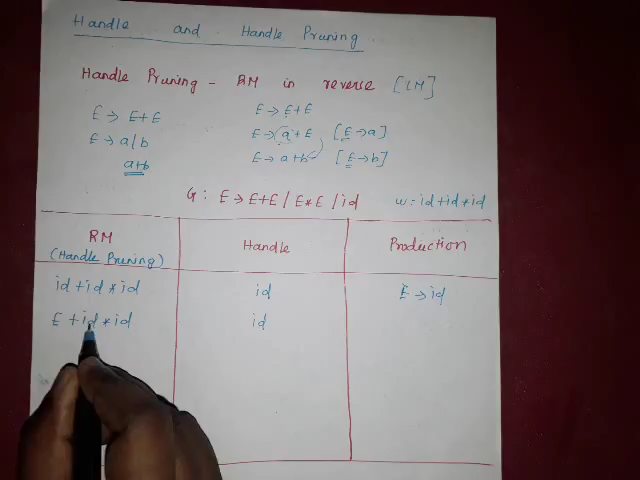 Handle and Handle Pruning
Handle Pruning - RM in reverse [LM]
E → E+E
E → a/b
a+b
E → E+E
E → a+E [E → a]
E → a+b [E → b]
G: E → E+E / E*E / id w: id+id*id
RM (Handle Pruning) Handle Production
id+id*id id E → id
E+id*id id